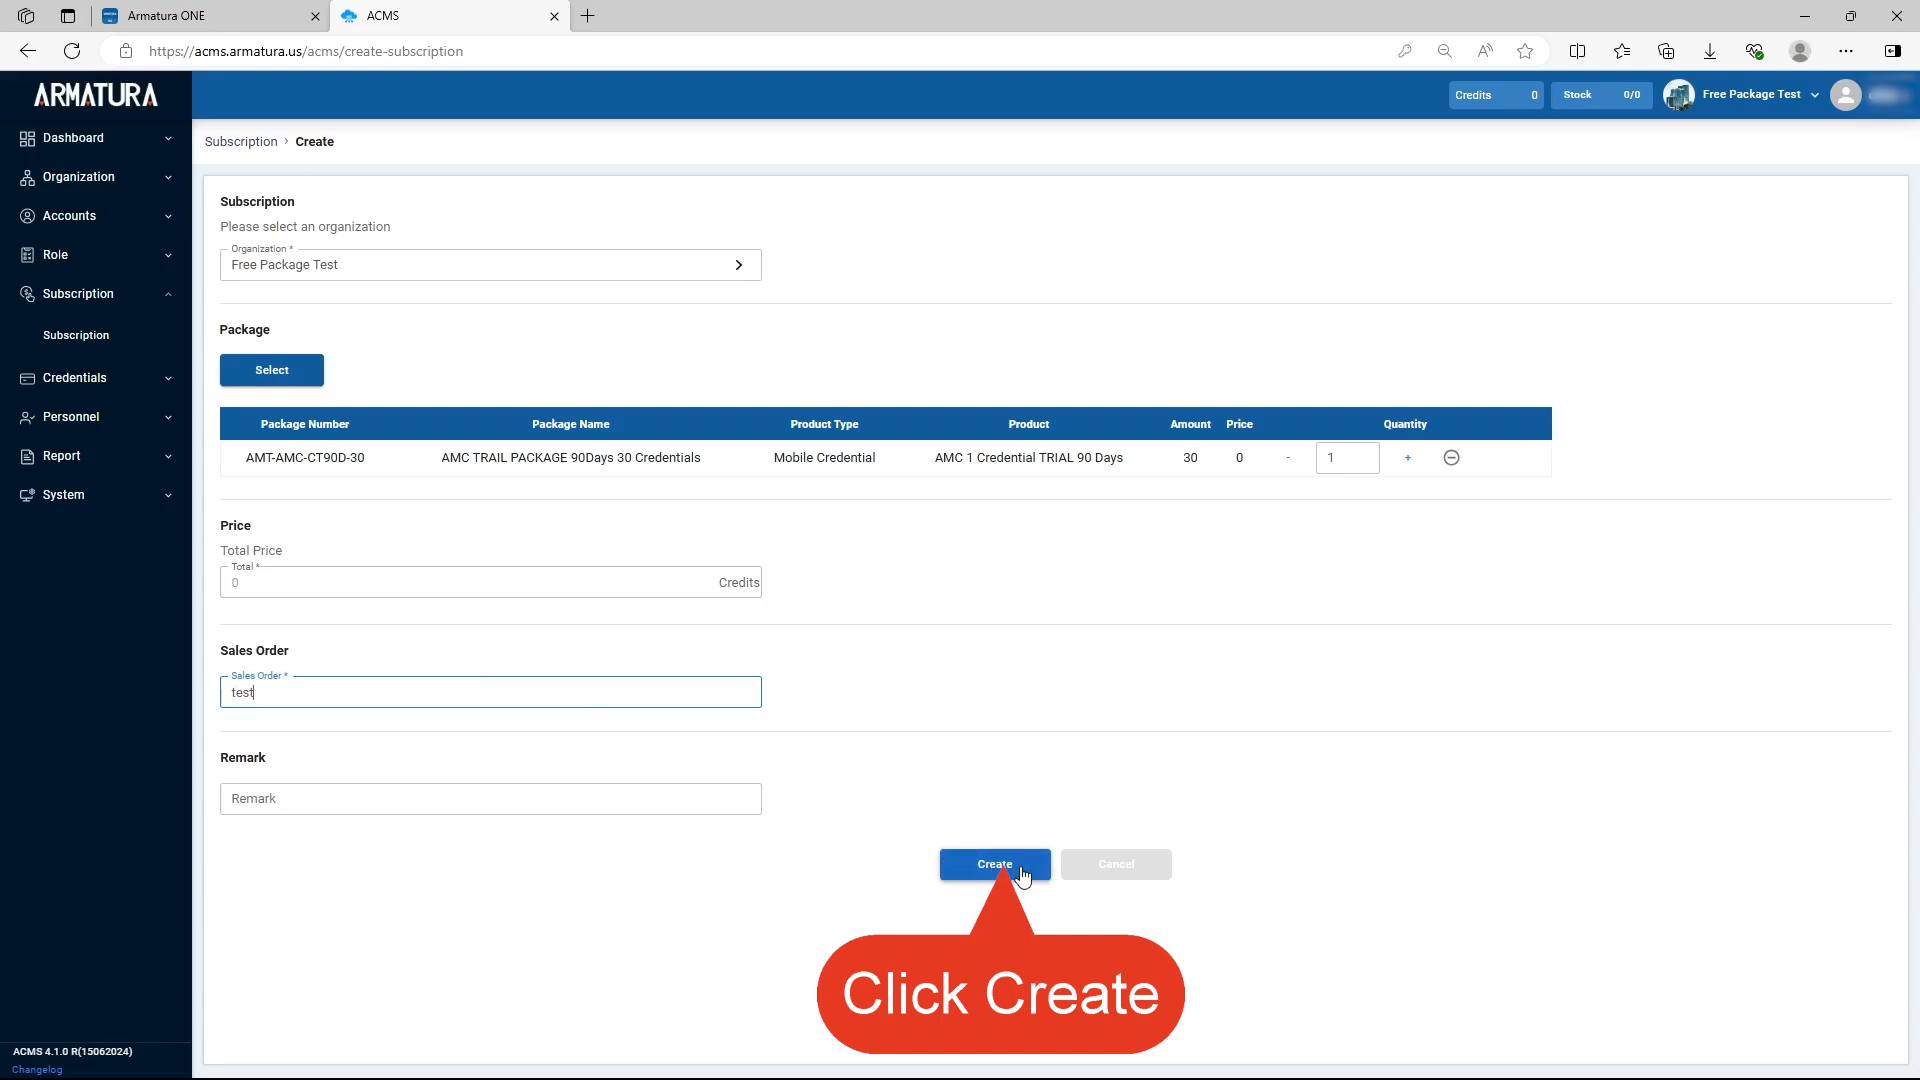 Armatura ONE
ACMS
https://acms.armatura.us/acms/create-subscription
ARMATURA
Credits 0
Stock 0/0
Free Package Test
Dashboard
Organization
Accounts
Role
Subscription
Subscription
Credentials
Personnel
Report
System
ACMS 4.1.0 R(15062024)
Changelog
Subscription › Create
Subscription
Please select an organization
Organization *
Free Package Test
Package
Select
Package Number Package Name Product Type Product Amount Price Quantity
AMT-AMC-CT90D-30 AMC TRAIL PACKAGE 90Days 30 Credentials Mobile Credential AMC 1 Credential TRIAL 90 Days 30 0 - 1 +
Price
Total Price
Total *
0 Credits
Sales Order
Sales Order *
test
Remark
Remark
Create Cancel
Click Create